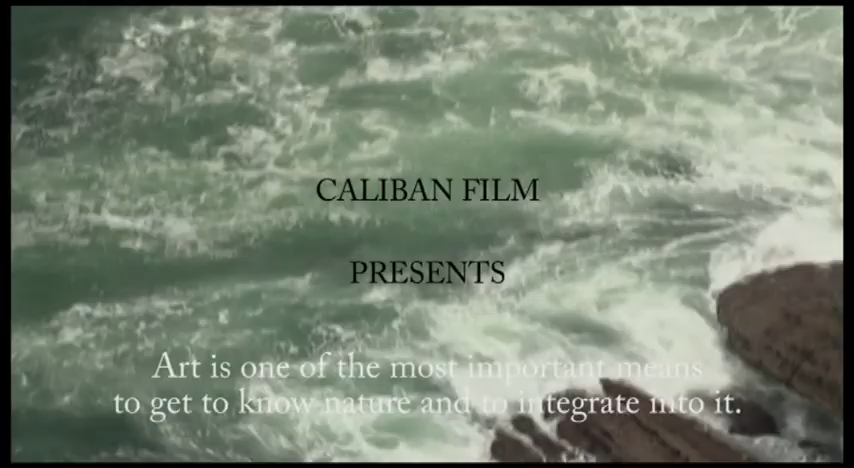 CALIBAN FILM
PRESENTS
Art is one of the most important means
to get to know nature and to integrate into it.